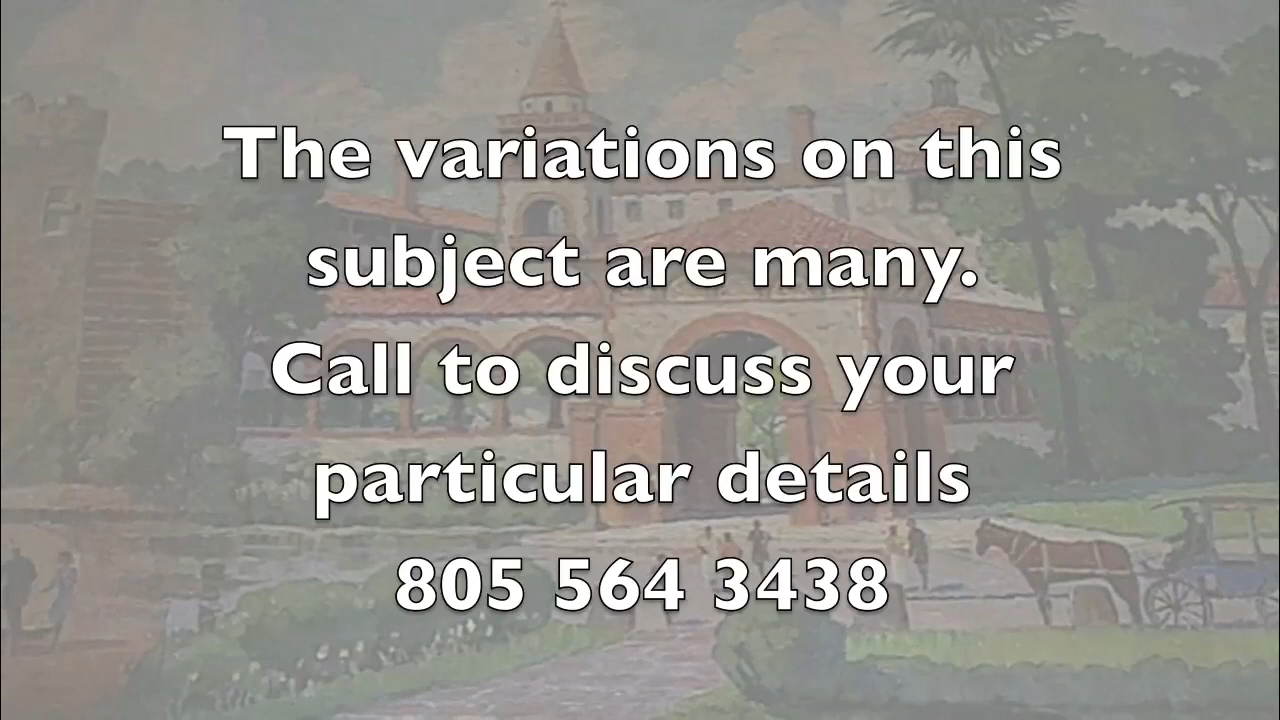 The variations on this
subject are many.
Call to discuss your
particular details
805 564 3438